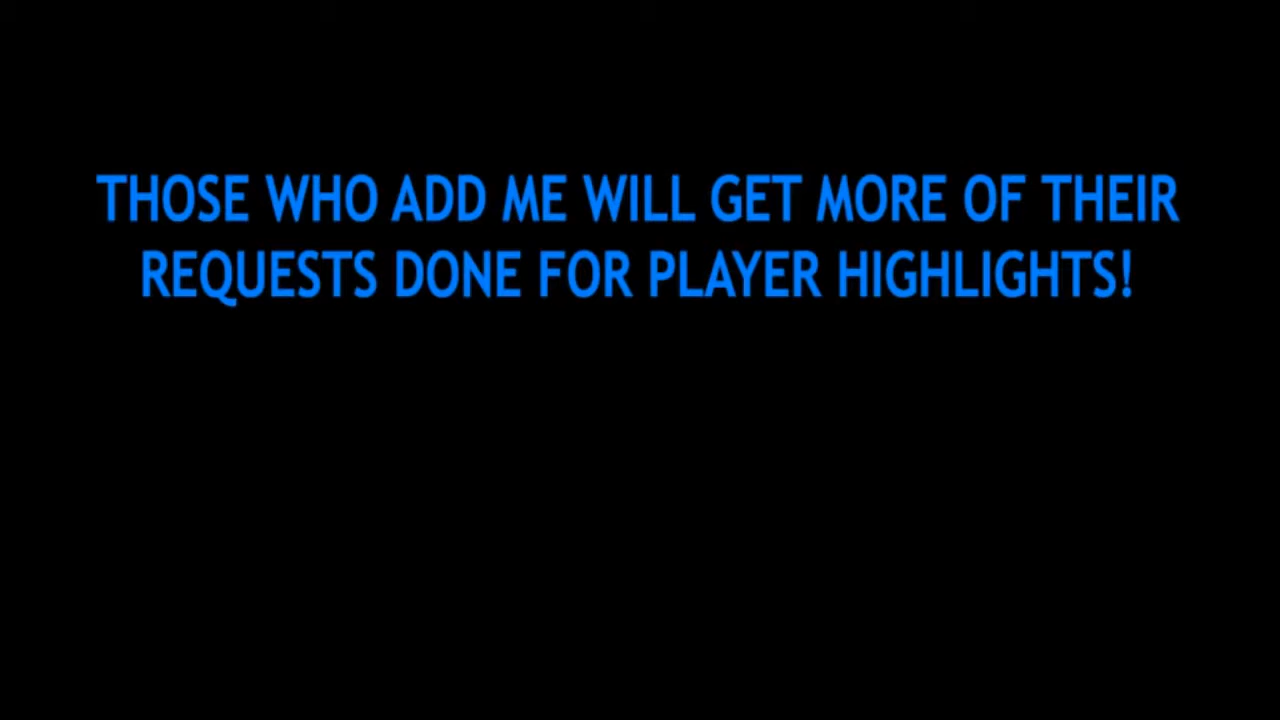 THOSE WHO ADD ME WILL GET MORE OF THEIR
REQUESTS DONE FOR PLAYER HIGHLIGHTS!